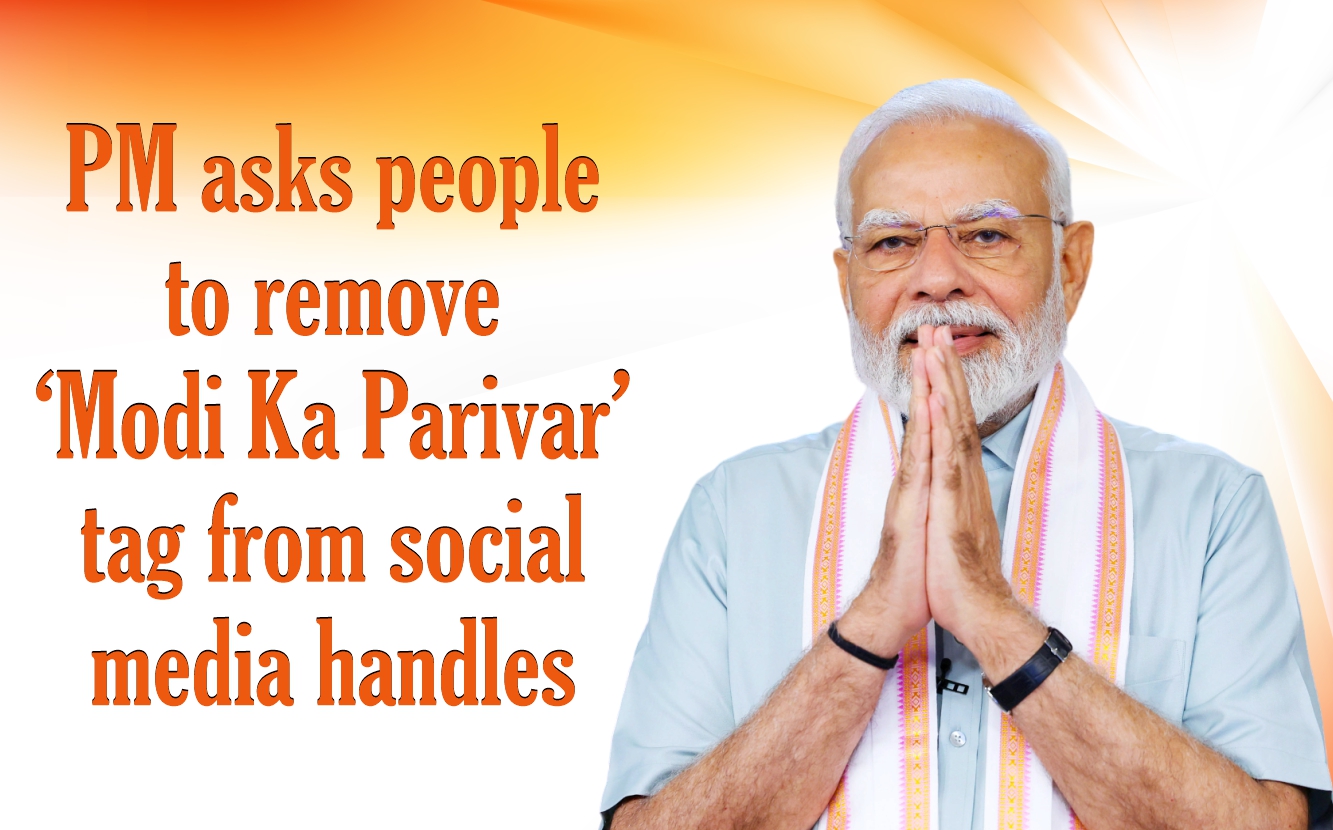 PM asks people
to remove
‘Modi Ka Parivar’
tag from social
media handles